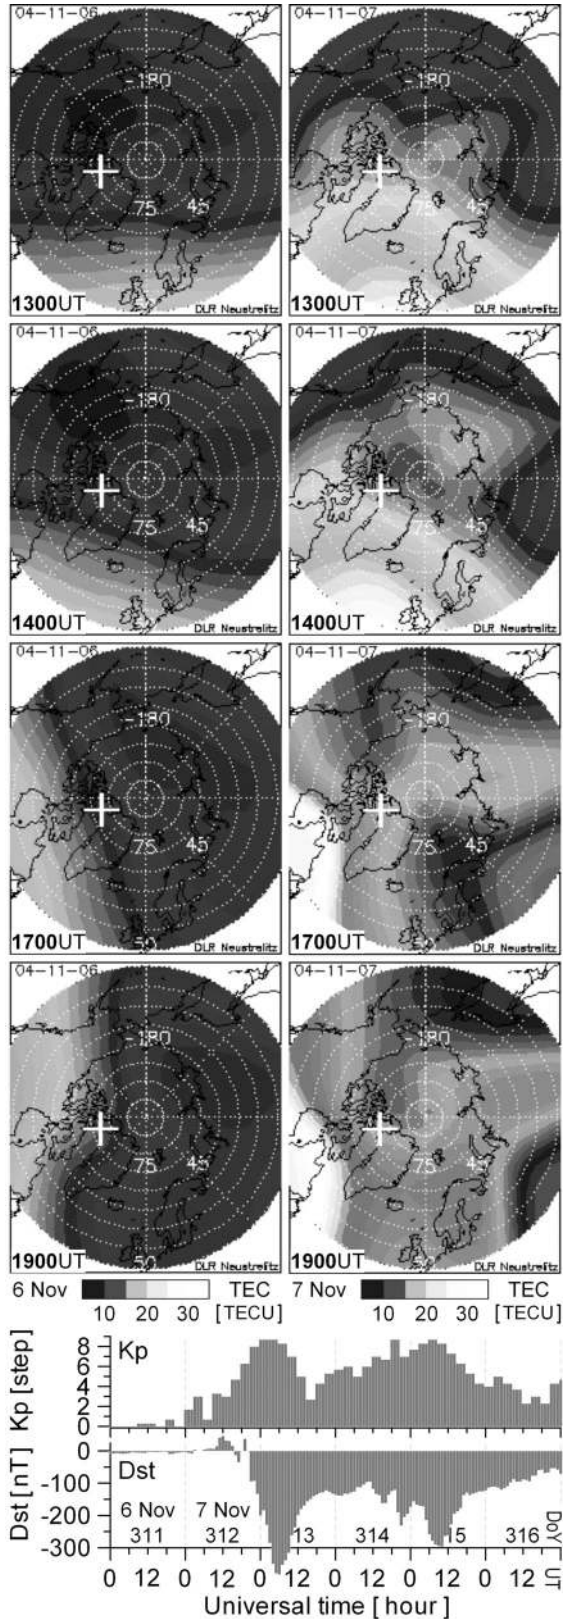 04-11-06 04-11-07
-180 -180
75 45 75 45
1300UT DLR Neustrelitz 1300UT DLR Neustrelitz
-180 -180
75 45 75 45
1400UT DLR Neustrelitz 1400UT DLR Neustrelitz
04-11-06 04-11-07
-180 -180
75 45 75 45
1700UT 50 DLR Neustrelitz 1700UT DLR Neustrelitz
04-11-06 04-11-07
-180 -180
75 45 75 45
1900UT 50 DLR Neustrelitz 1900UT 50 DLR Neustrelitz
6 Nov TEC 7 Nov TEC
10 20 30 [TECU] 10 20 30 [TECU]
Kp [step] 8 6 4 2 0 Kp
Dst [nT] 0 -100 -200 -300 Dst
6 Nov 7 Nov
311 312 13 314 15 316 DoY
0 12 0 12 0 12 0 12 0 12 0 12 UT
Universal time [ hour ]